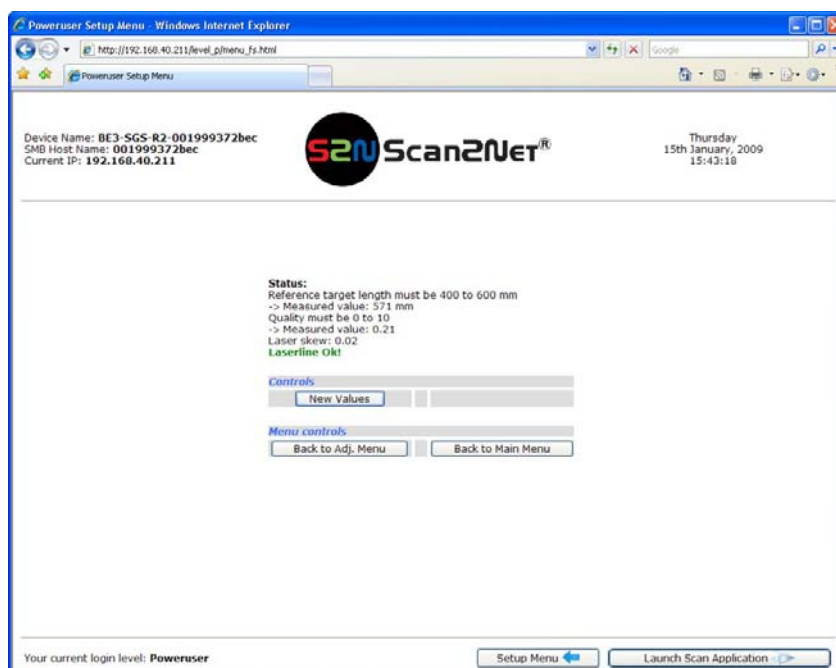 Poweruser Setup Menu - Windows Internet Explorer
http://192.168.40.211/level_p/menu_fs.html
Google
Poweruser Setup Menu
Device Name: BE3-SGS-R2-001999372bec
SMB Host Name: 001999372bec
Current IP: 192.168.40.211
S2N Scan2Net®
Thursday
15th January, 2009
15:43:18
Status:
Reference target length must be 400 to 600 mm
-> Measured value: 571 mm
Quality must be 0 to 10
-> Measured value: 0.21
Laser skew: 0.02
Laserline Ok!
Controls
New Values
Menu controls
Back to Adj. Menu
Back to Main Menu
Your current login level: Poweruser
Setup Menu
Launch Scan Application